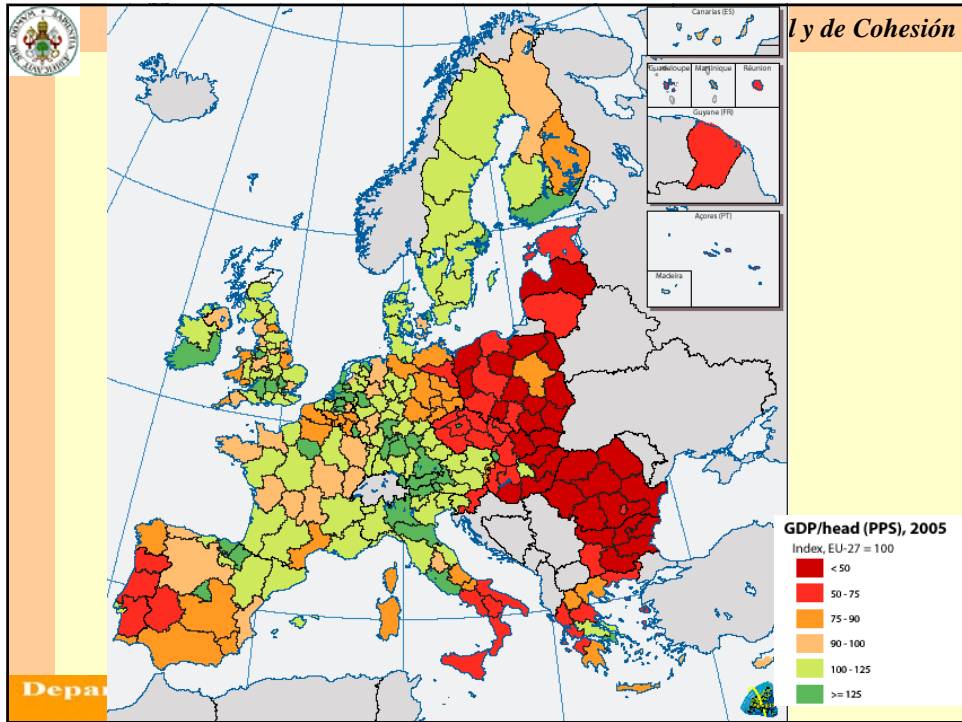 l y de Cohesión
Canarias (ES)
Guadeloupe
Martinique
Réunion
Guyane (FR)
Açores (PT)
Madeira
GDP/head (PPS), 2005
Index, EU-27 = 100
< 50
50 - 75
75 - 90
90 - 100
100 - 125
>= 125
Depar